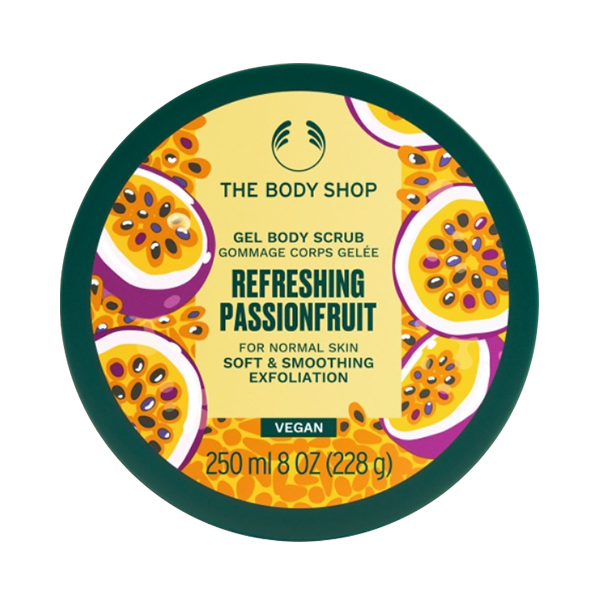 THE BODY SHOP
GEL BODY SCRUB
GOMMAGE CORPS GELÉE
REFRESHING
PASSIONFRUIT
FOR NORMAL SKIN
SOFT & SMOOTHING
EXFOLIATION
VEGAN
250 ml 8 OZ (228 g)